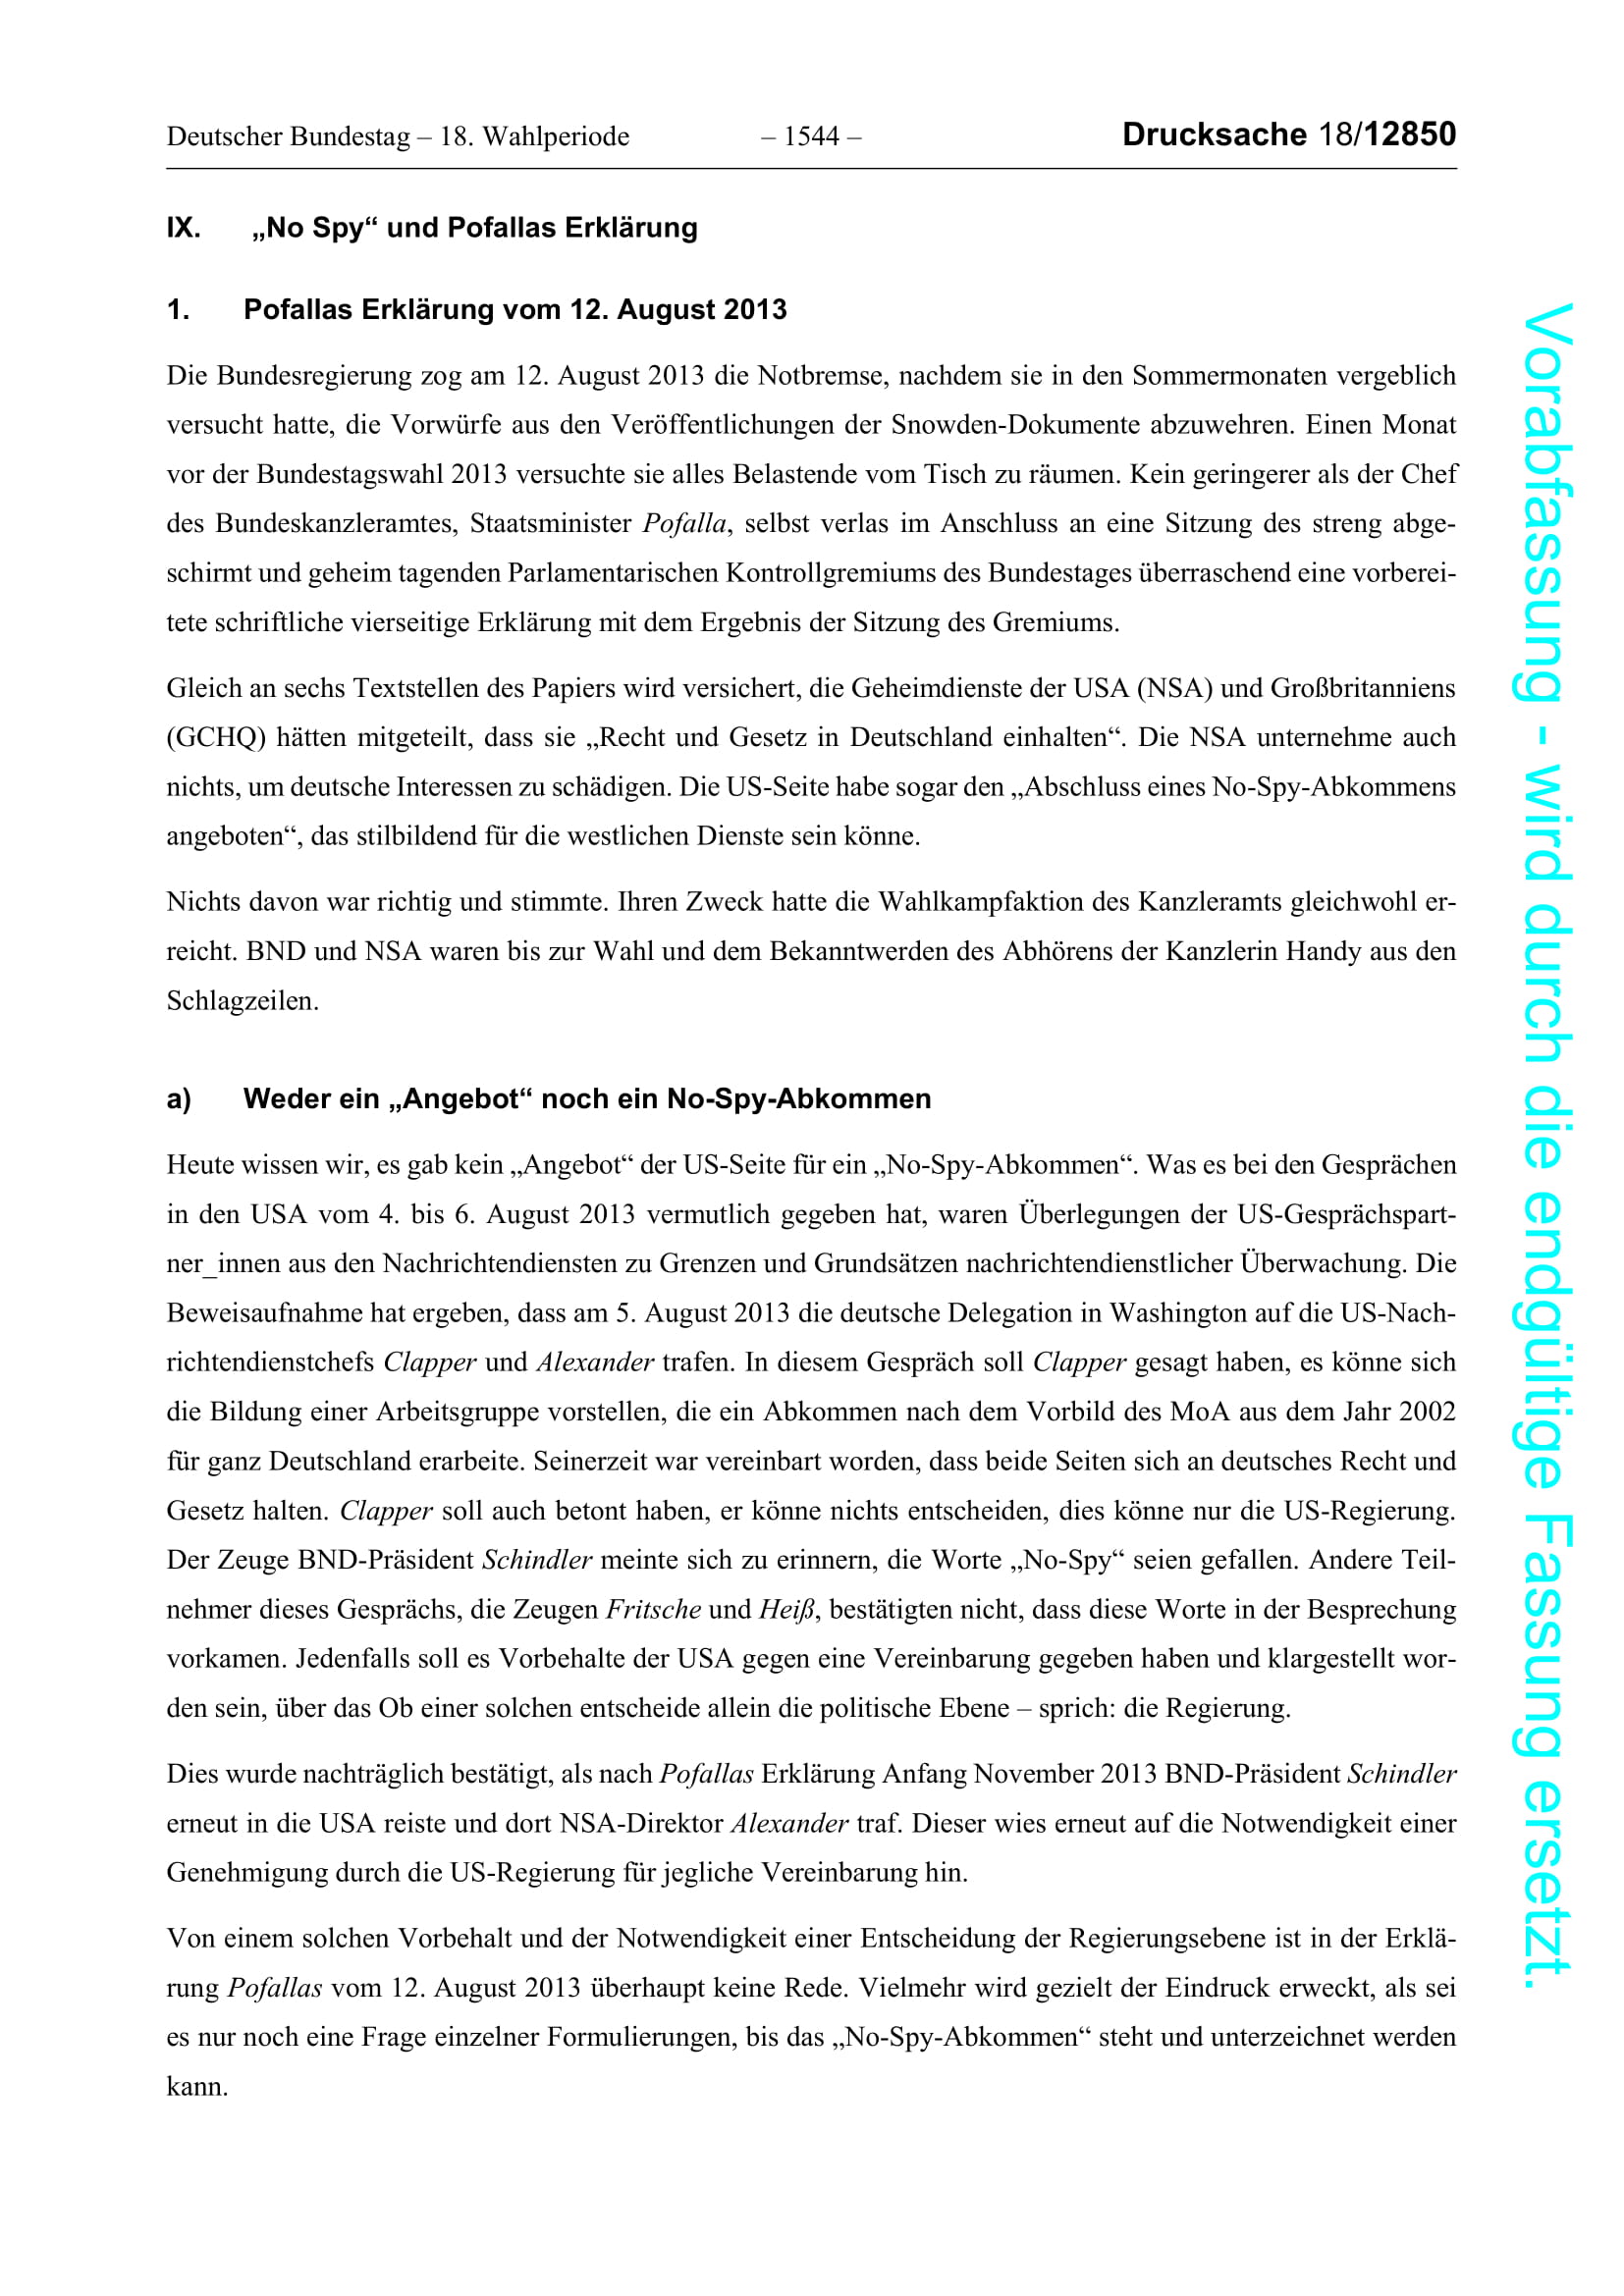 Deutscher Bundestag – 18. Wahlperiode – 1544 – Drucksache 18/12850
IX. „No Spy“ und Pofallas Erklärung
1. Pofallas Erklärung vom 12. August 2013
Die Bundesregierung zog am 12. August 2013 die Notbremse, nachdem sie in den Sommermonaten vergeblich
versucht hatte, die Vorwürfe aus den Veröffentlichungen der Snowden-Dokumente abzuwehren. Einen Monat
vor der Bundestagswahl 2013 versuchte sie alles Belastende vom Tisch zu räumen. Kein geringerer als der Chef
des Bundeskanzleramtes, Staatsminister Pofalla, selbst verlas im Anschluss an eine Sitzung des streng abge-
schirmt und geheim tagenden Parlamentarischen Kontrollgremiums des Bundestages überraschend eine vorberei-
tete schriftliche vierseitige Erklärung mit dem Ergebnis der Sitzung des Gremiums.
Gleich an sechs Textstellen des Papiers wird versichert, die Geheimdienste der USA (NSA) und Großbritanniens
(GCHQ) hätten mitgeteilt, dass sie „Recht und Gesetz in Deutschland einhalten“. Die NSA unternehme auch
nichts, um deutsche Interessen zu schädigen. Die US-Seite habe sogar den „Abschluss eines No-Spy-Abkommens
angeboten“, das stilbildend für die westlichen Dienste sein könne.
Nichts davon war richtig und stimmte. Ihren Zweck hatte die Wahlkampfaktion des Kanzleramts gleichwohl er-
reicht. BND und NSA waren bis zur Wahl und dem Bekanntwerden des Abhörens der Kanzlerin Handy aus den
Schlagzeilen.
a) Weder ein „Angebot“ noch ein No-Spy-Abkommen
Heute wissen wir, es gab kein „Angebot“ der US-Seite für ein „No-Spy-Abkommen“. Was es bei den Gesprächen
in den USA vom 4. bis 6. August 2013 vermutlich gegeben hat, waren Überlegungen der US-Gesprächspart-
ner_innen aus den Nachrichtendiensten zu Grenzen und Grundsätzen nachrichtendienstlicher Überwachung. Die
Beweisaufnahme hat ergeben, dass am 5. August 2013 die deutsche Delegation in Washington auf die US-Nach-
richtendienstchefs Clapper und Alexander trafen. In diesem Gespräch soll Clapper gesagt haben, es könne sich
die Bildung einer Arbeitsgruppe vorstellen, die ein Abkommen nach dem Vorbild des MoA aus dem Jahr 2002
für ganz Deutschland erarbeite. Seinerzeit war vereinbart worden, dass beide Seiten sich an deutsches Recht und
Gesetz halten. Clapper soll auch betont haben, er könne nichts entscheiden, dies könne nur die US-Regierung.
Der Zeuge BND-Präsident Schindler meinte sich zu erinnern, die Worte „No-Spy“ seien gefallen. Andere Teil-
nehmer dieses Gesprächs, die Zeugen Fritsche und Heiß, bestätigten nicht, dass diese Worte in der Besprechung
vorkamen. Jedenfalls soll es Vorbehalte der USA gegen eine Vereinbarung gegeben haben und klargestellt wor-
den sein, über das Ob einer solchen entscheide allein die politische Ebene – sprich: die Regierung.
Dies wurde nachträglich bestätigt, als nach Pofallas Erklärung Anfang November 2013 BND-Präsident Schindler
erneut in die USA reiste und dort NSA-Direktor Alexander traf. Dieser wies erneut auf die Notwendigkeit einer
Genehmigung durch die US-Regierung für jegliche Vereinbarung hin.
Von einem solchen Vorbehalt und der Notwendigkeit einer Entscheidung der Regierungsebene ist in der Erklä-
rung Pofallas vom 12. August 2013 überhaupt keine Rede. Vielmehr wird gezielt der Eindruck erweckt, als sei
es nur noch eine Frage einzelner Formulierungen, bis das „No-Spy-Abkommen“ steht und unterzeichnet werden
kann.
Vorabfassung - wird durch die endgültige Fassung ersetzt.